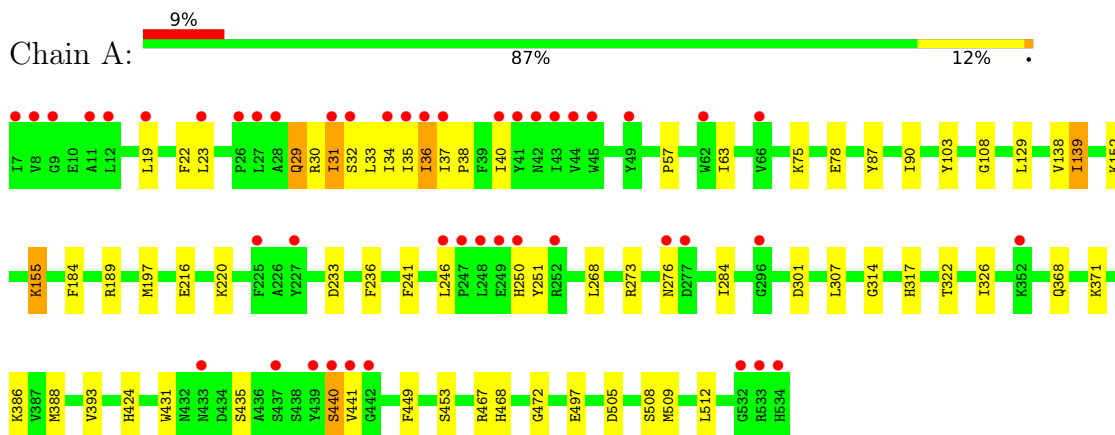 9%
Chain A:
87% 12% •
I7 V8 G9 E10 A11 L12 L19 F22 L23 P26 L27 A28 Q29 R30 I31 S32 L33 I34 I35 I36 I37 P38 F39 I40 Y41 N42 I43 V44 W45 Y49 P57 W62 I63 V66 K75 E78 Y87 I90 Y103 G108 L129 V138 I139 K152
K155 F184 R189 M197 E216 K220 F225 A226 Y227 D233 F236 F241 L246 P247 L248 E249 H250 Y251 R252 L268 R273 N276 D277 I284 G296 D301 L307 G314 H317 T322 I326 K352 Q368 K371
K386 V387 M388 V393 H424 W431 N432 N433 D434 S435 A436 S437 S438 Y439 S440 V441 G442 F449 S453 R467 H468 G472 E497 D505 S508 M509 L512 G532 R533 H534